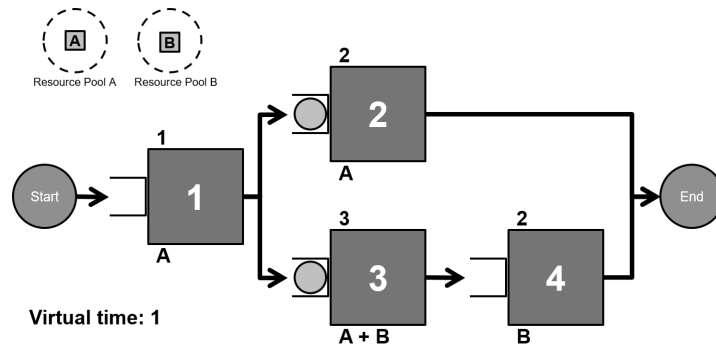 A
B
Resource Pool A
Resource Pool B
2
2
A
1
Start
1
A
End
3
3
A + B
2
4
B
Virtual time: 1